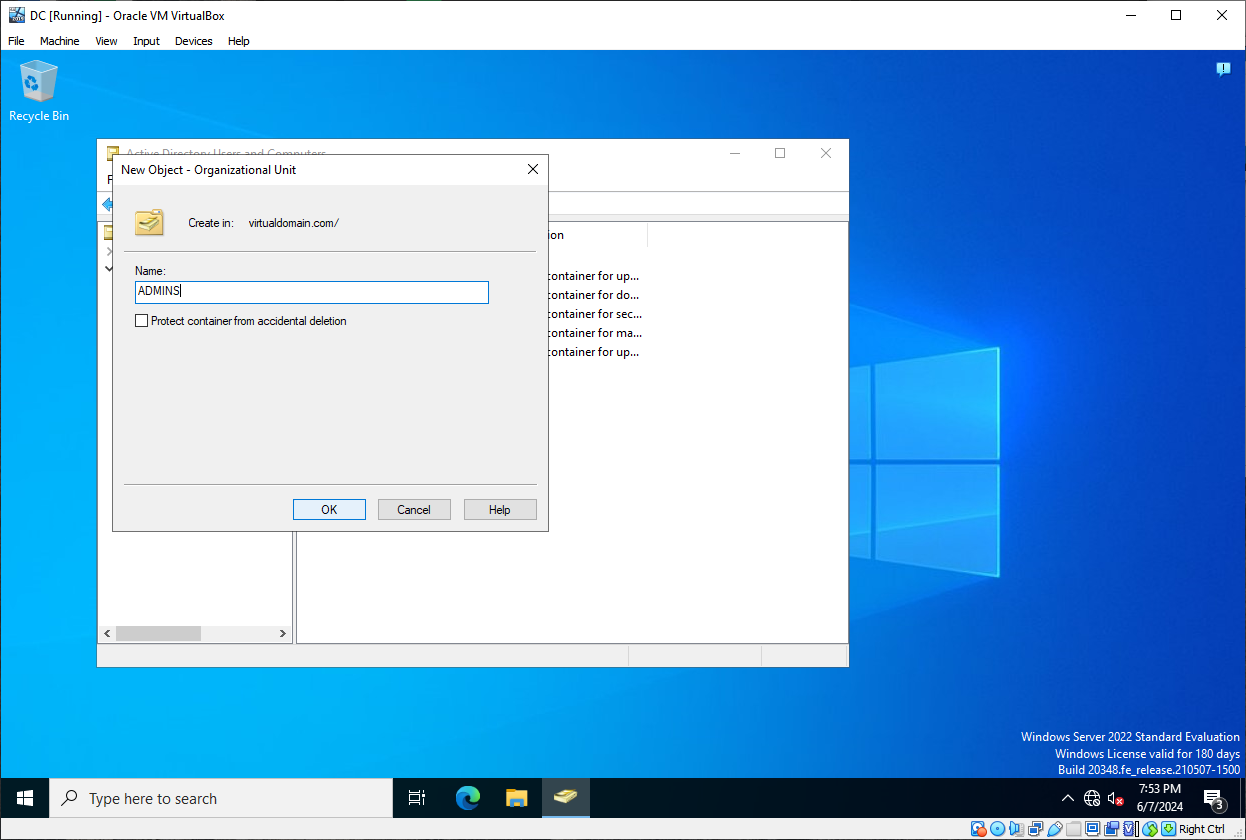 DC [Running] - Oracle VM VirtualBox
File Machine View Input Devices Help
Recycle Bin
Active Directory Users and Computers
New Object - Organizational Unit
F
Create in: virtualdomain.com/
ion
Name:
ADMINS
container for up...
container for do...
container for sec...
container for ma...
container for up...
Protect container from accidental deletion
OK Cancel Help
Windows Server 2022 Standard Evaluation
Windows License valid for 180 days
Build 20348.fe_release.210507-1500
Type here to search
7:53 PM
6/7/2024
3
Right Ctrl